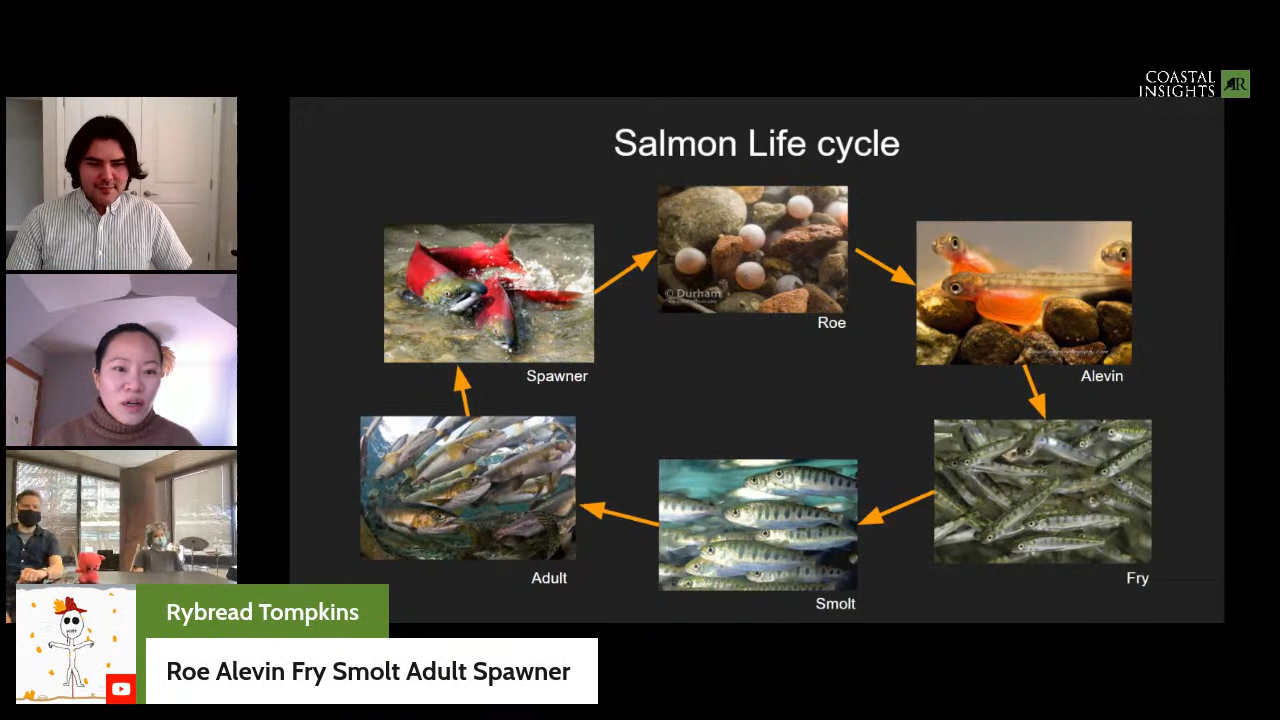 COASTAL
INSIGHTS
Salmon Life cycle
© Durham
Roe
Spawner
Alevin
Adult
Smolt
Fry
Rybread Tompkins
Roe Alevin Fry Smolt Adult Spawner